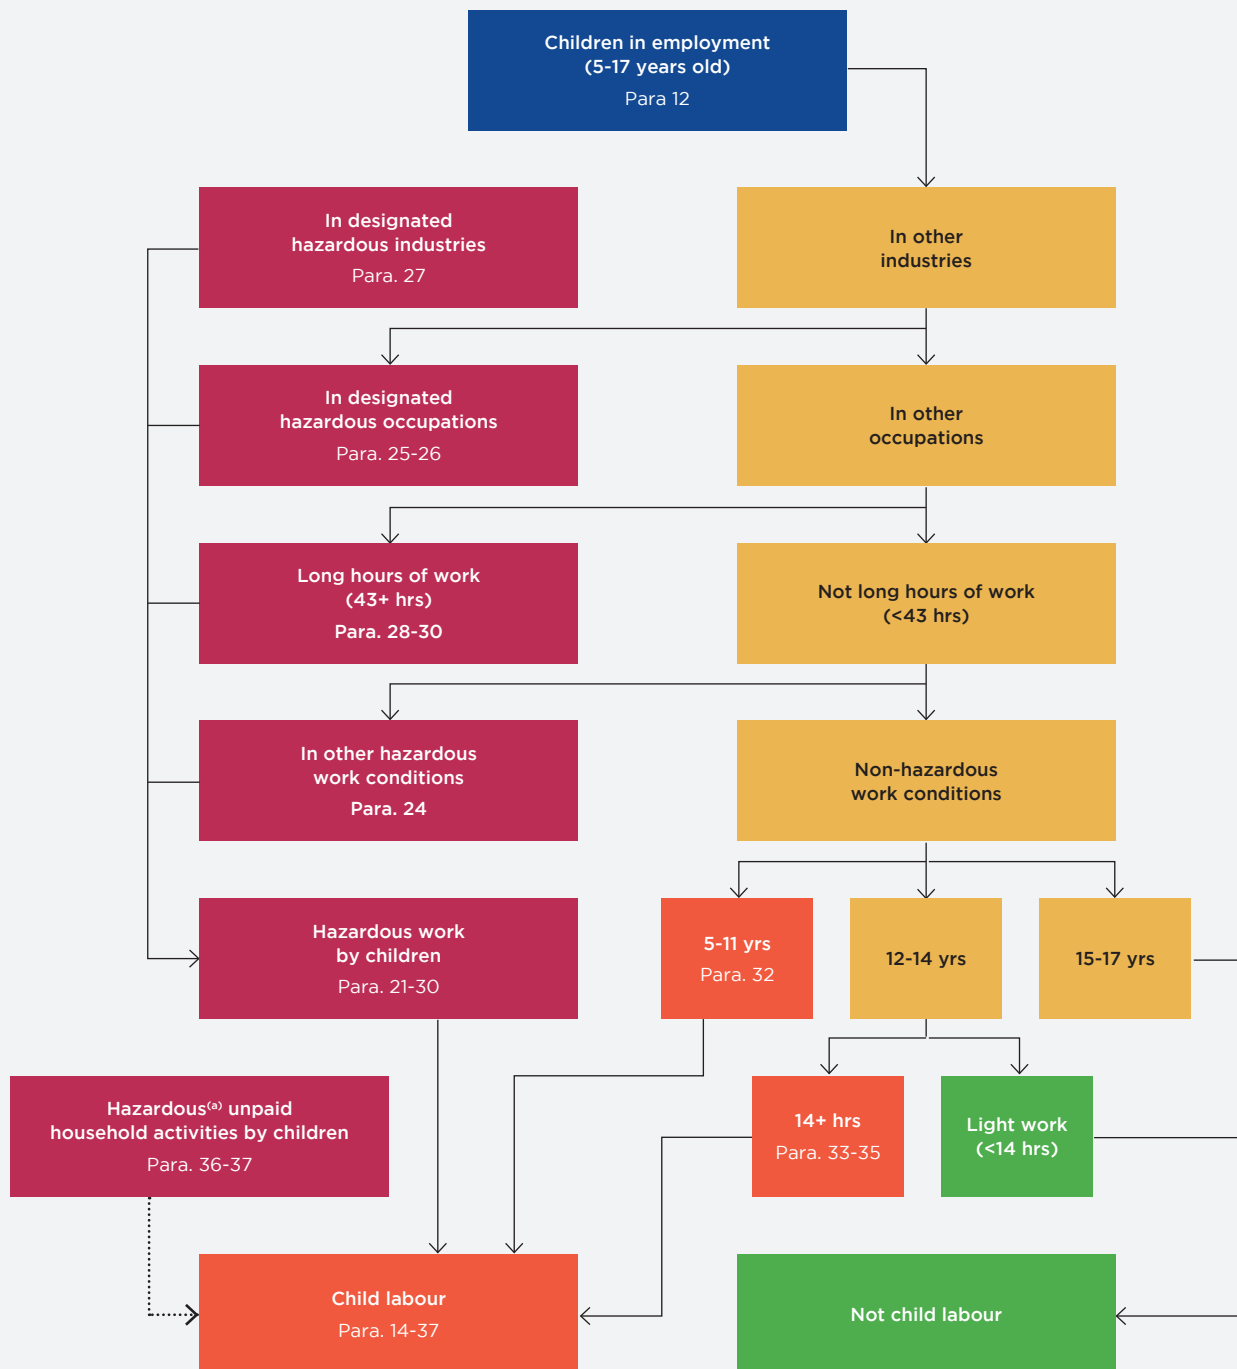 Children in employment
(5-17 years old)
Para 12
In designated
hazardous industries
Para. 27
In other
industries
In designated
hazardous occupations
Para. 25-26
In other
occupations
Long hours of work
(43+ hrs)
Para. 28-30
Not long hours of work
(<43 hrs)
In other hazardous
work conditions
Para. 24
Non-hazardous
work conditions
Hazardous work
by children
Para. 21-30
5-11 yrs
Para. 32
12-14 yrs
15-17 yrs
Hazardous(a) unpaid
household activities by children
Para. 36-37
14+ hrs
Para. 33-35
Light work
(<14 hrs)
Child labour
Para. 14-37
Not child labour